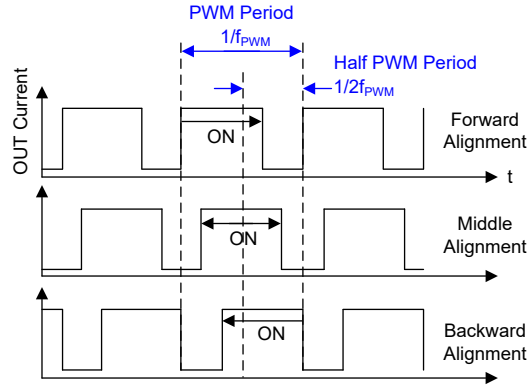 PWM Period
1/fPWM
Half PWM Period
1/2fPWM
OUT Current
ON
Forward
Alignment
t
ON
Middle
Alignment
ON
Backward
Alignment